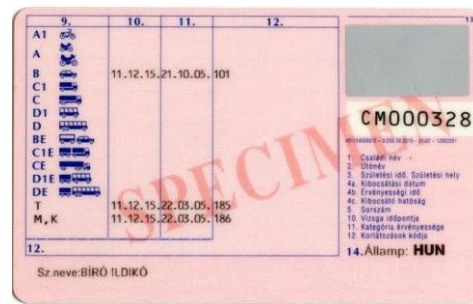 9. 10. 11. 12.
A1
A
B 11.12.15. 21.10.05. 101
C1
C
D1
D
BE
C1E
CE
D1E
DE
T 11.12.15. 22.03.05. 185
M,K 11.12.15. 22.03.05. 186
12.
Sz.neve:BÍRÓ ILDIKÓ
SPECIMEN
13
CM000328
1. Családi név
2. Utónév
3. Születési idő, Születési hely
4a. Kibocsátási dátum
4b. Érvényességi idő
4c. Kibocsátó hatóság
5. Sorszám
10. Vizsga időpontja
11. Kategória érvényessége
12. Korlátozások kódja
14. Államp: HUN